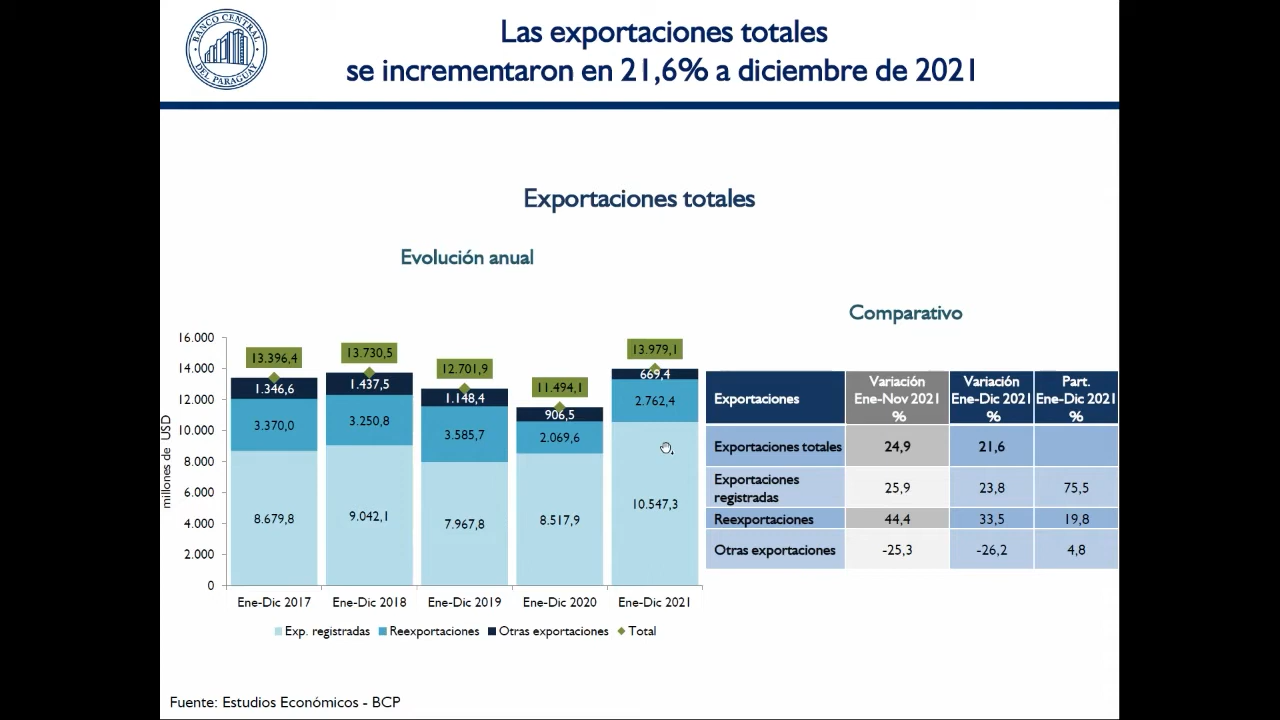 BANCO CENTRAL
DEL PARAGUAY
Las exportaciones totales
se incrementaron en 21,6% a diciembre de 2021
Exportaciones totales
Evolución anual
millones de USD
16.000
14.000
12.000
10.000
8.000
6.000
4.000
2.000
0
13.396,4
13.730,5
12.701,9
11.494,1
13.979,1
1.346,6
1.437,5
1.148,4
906,5
669,4
3.370,0
3.250,8
3.585,7
2.069,6
2.762,4
8.679,8
9.042,1
7.967,8
8.517,9
10.547,3
Ene-Dic 2017
Ene-Dic 2018
Ene-Dic 2019
Ene-Dic 2020
Ene-Dic 2021
Exp. registradas
Reexportaciones
Otras exportaciones
Total
Comparativo
Exportaciones
Variación
Ene-Nov 2021
%
Variación
Ene-Dic 2021
%
Part.
Ene-Dic 2021
%
Exportaciones totales 24,9 21,6
Exportaciones
registradas 25,9 23,8 75,5
Reexportaciones 44,4 33,5 19,8
Otras exportaciones -25,3 -26,2 4,8
Fuente: Estudios Económicos - BCP